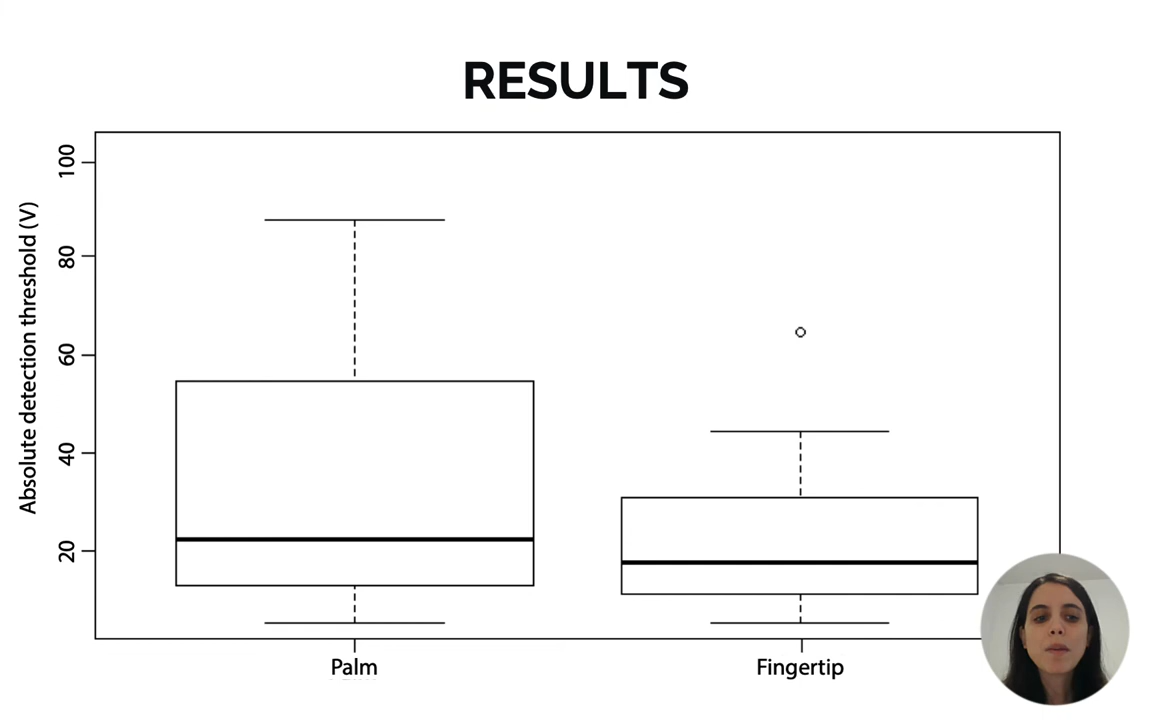 RESULTS
Absolute detection threshold (V)
100
80
60
40
20
Palm
Fingertip